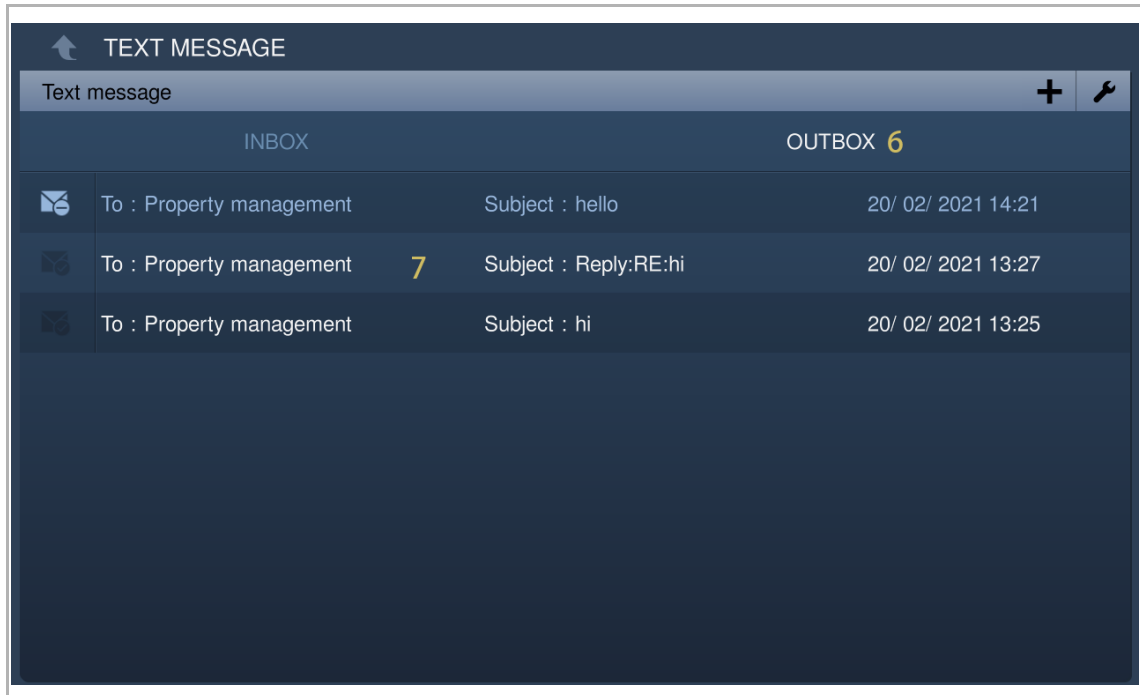 TEXT MESSAGE
Text message
INBOX OUTBOX 6
To : Property management Subject : hello 20/ 02/ 2021 14:21
To : Property management 7 Subject : Reply:RE:hi 20/ 02/ 2021 13:27
To : Property management Subject : hi 20/ 02/ 2021 13:25